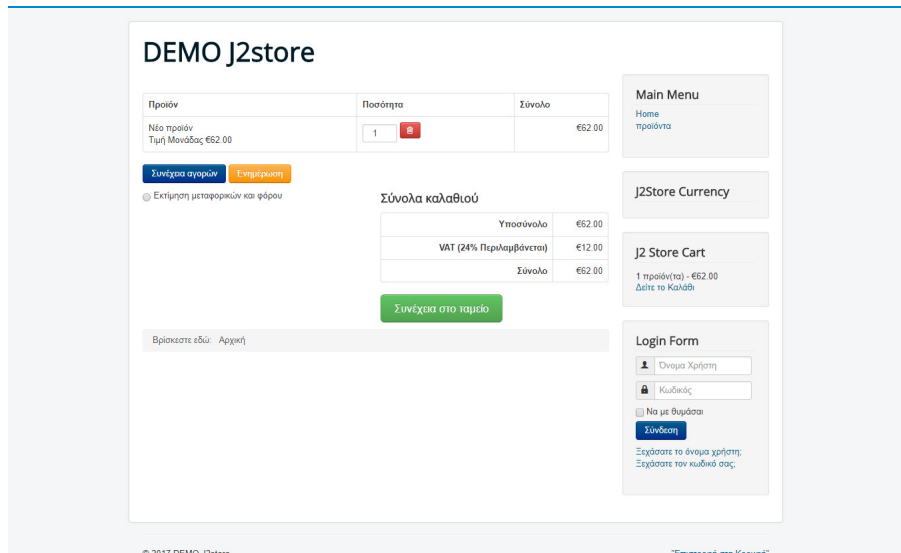 DEMO J2store
Προϊόν Ποσότητα Σύνολο
Νέο προϊόν
Τιμή Μονάδας €62.00
1
€62.00
Συνέχεια αγορών Ενημέρωση
Εκτίμηση μεταφορικών και φόρου
Σύνολα καλαθιού
Υποσύνολο €62.00
VAT (24% Περιλαμβάνεται) €12.00
Σύνολο €62.00
Συνέχεια στο ταμείο
Βρίσκεστε εδώ: Αρχική
Main Menu
Home
προϊόντα
J2Store Currency
J2 Store Cart
1 προϊόν(τα) - €62.00
Δείτε το Καλάθι
Login Form
Όνομα Χρήστη
Κωδικός
Να με θυμάσαι
Σύνδεση
Ξεχάσατε το όνομα χρήστη;
Ξεχάσατε τον κωδικό σας;
© 2017 DEMO J2store